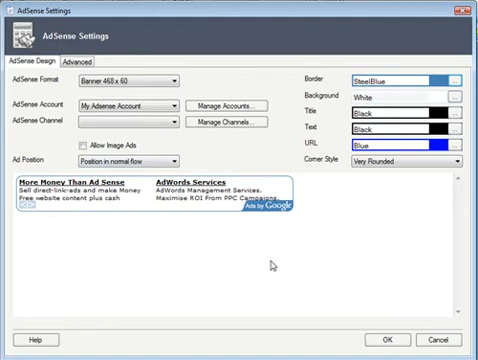 AdSense Settings
AdSense Settings
AdSense Design Advanced
AdSense Format Banner 468 x 60
AdSense Account My Adsense Account Manage Accounts...
AdSense Channel Manage Channels...
Allow Image Ads
Ad Position Position in normal flow
Border SteelBlue ...
Background White ...
Title Black ...
Text Black ...
URL Blue ...
Corner Style Very Rounded
More Money Than Ad Sense
Sell direct-link-ads and make Money
Free website content plus cash
AdWords Services
AdWords Management Services.
Maximise ROI From PPC Campaigns.
Ads by Google
Help OK Cancel